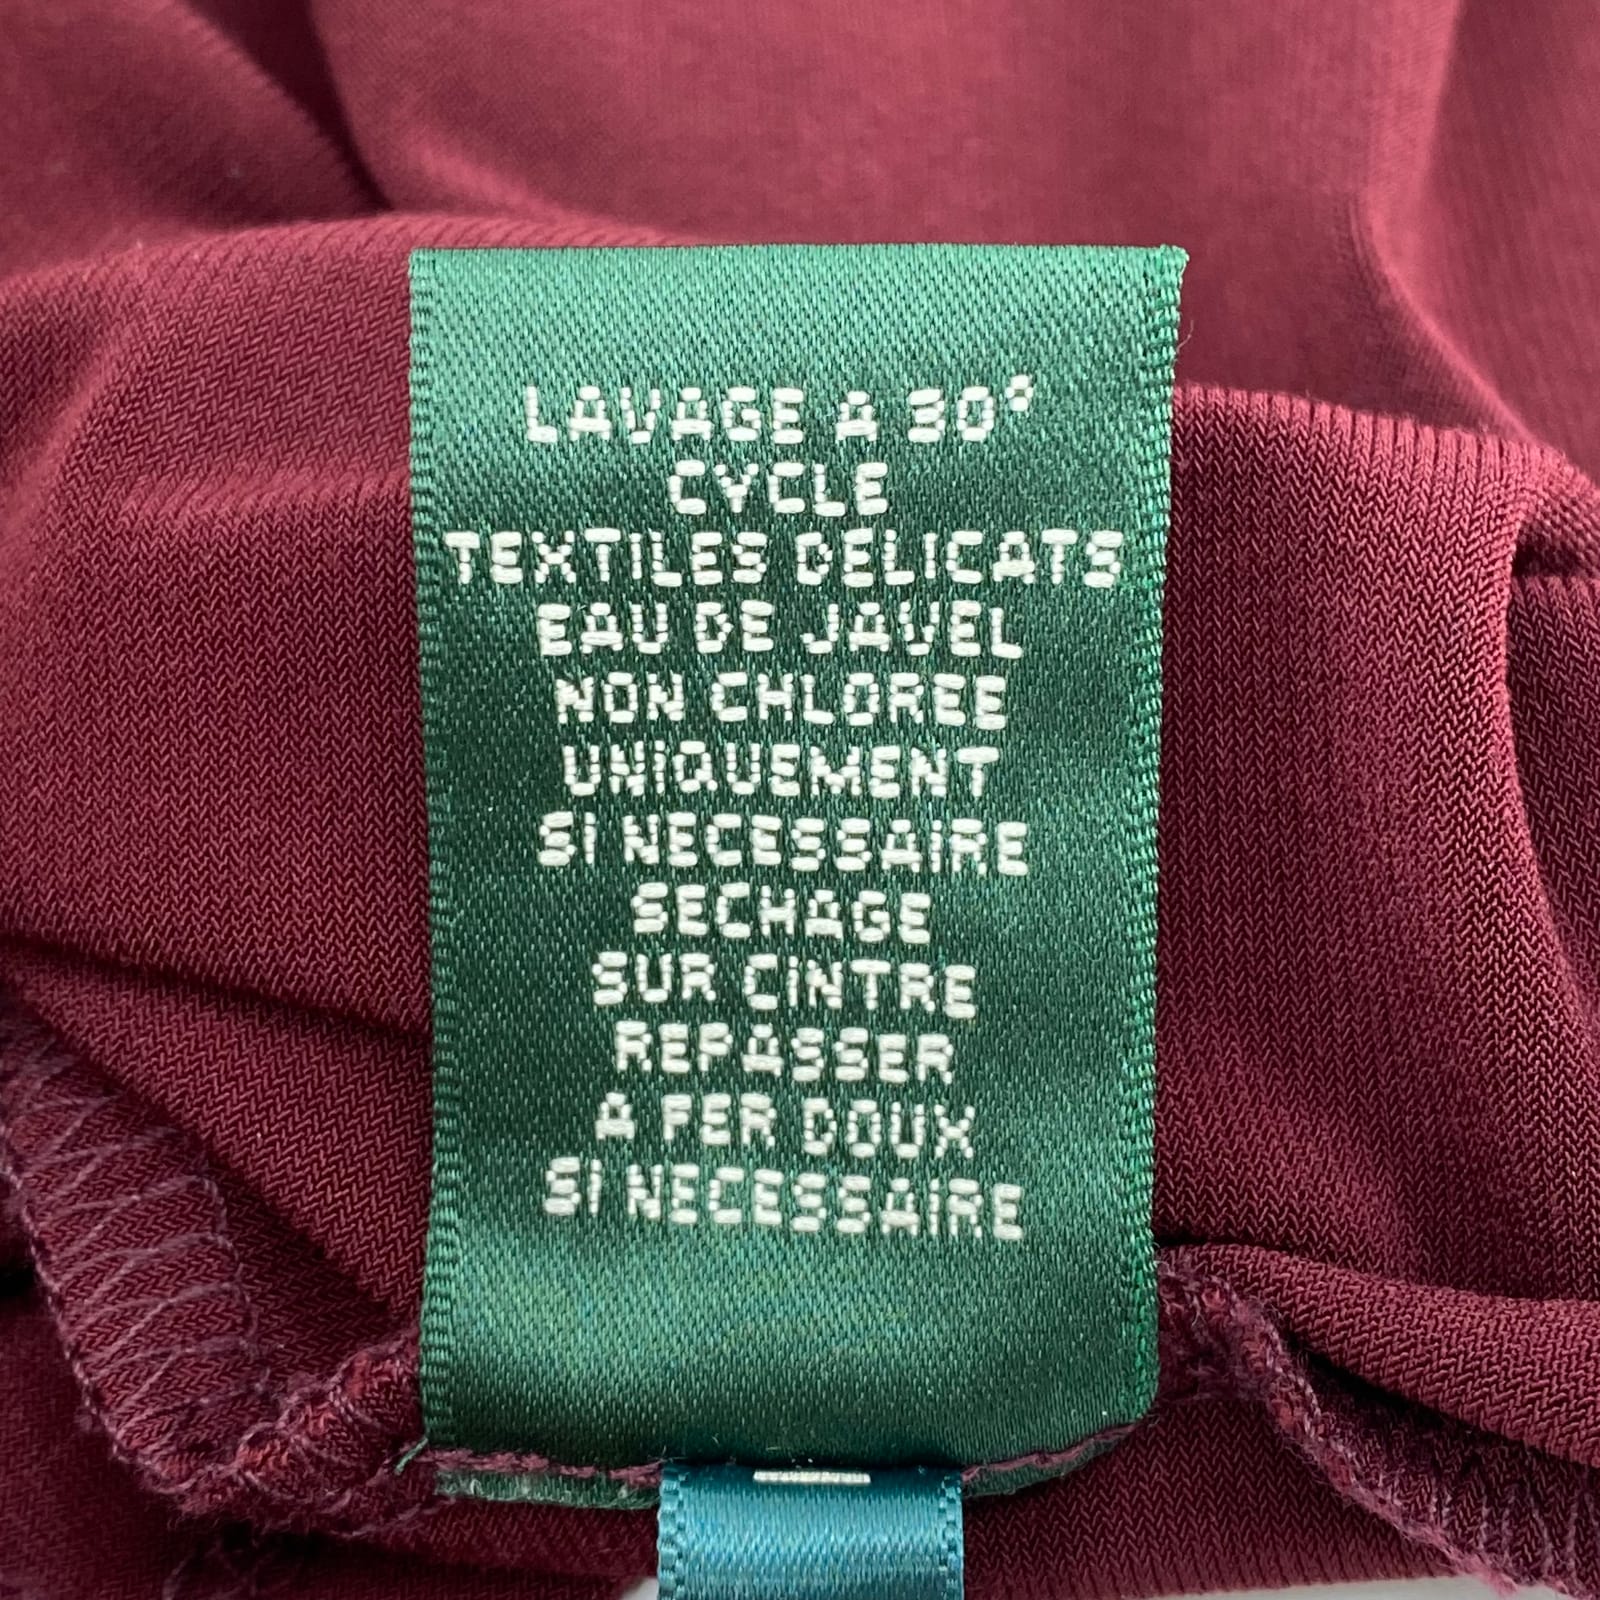 LAVAGE A 30°
CYCLE
TEXTILES DELICATS
EAU DE JAVEL
NON CHLOREE
UNIQUEMENT
SI NECESSAIRE
SECHAGE
SUR CINTRE
REPASSER
A FER DOUX
SI NECESSAIRE